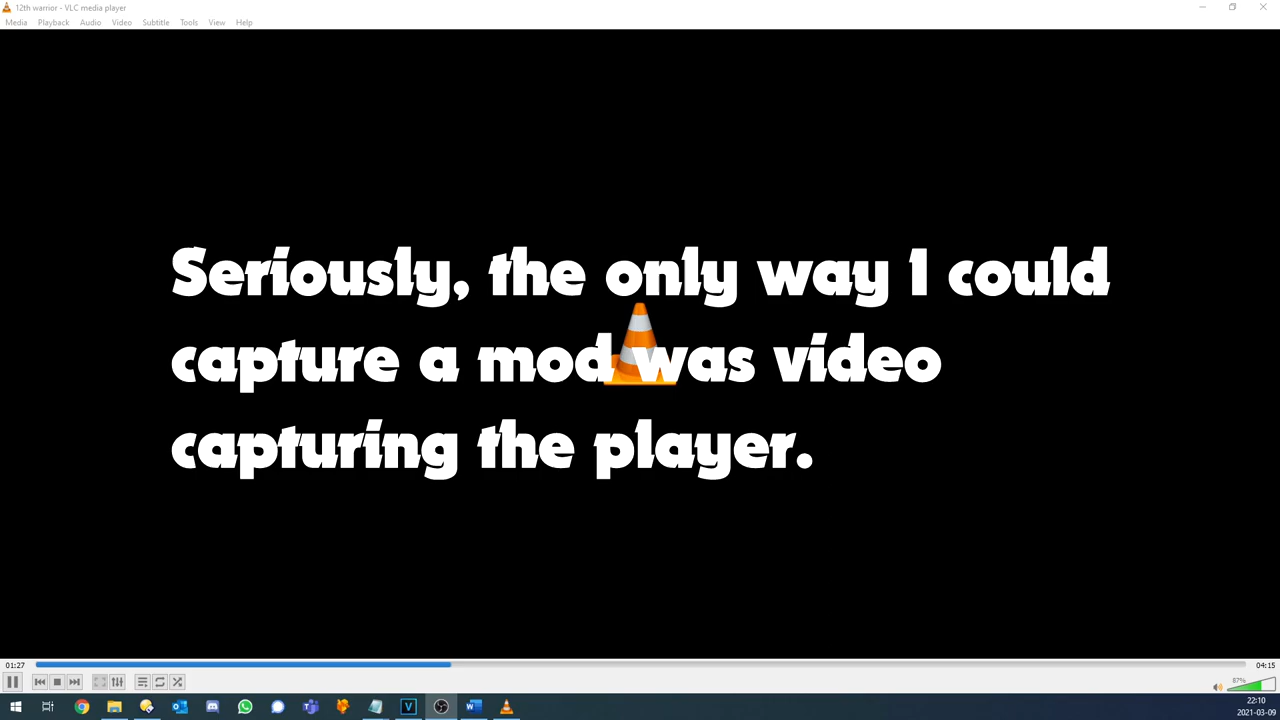 12th warrior - VLC media player
Media Playback Audio Video Subtitle Tools View Help
Seriously, the only way I could
capture a mod was video
capturing the player.
01:27 04:15
87%
22:10
2021-03-09